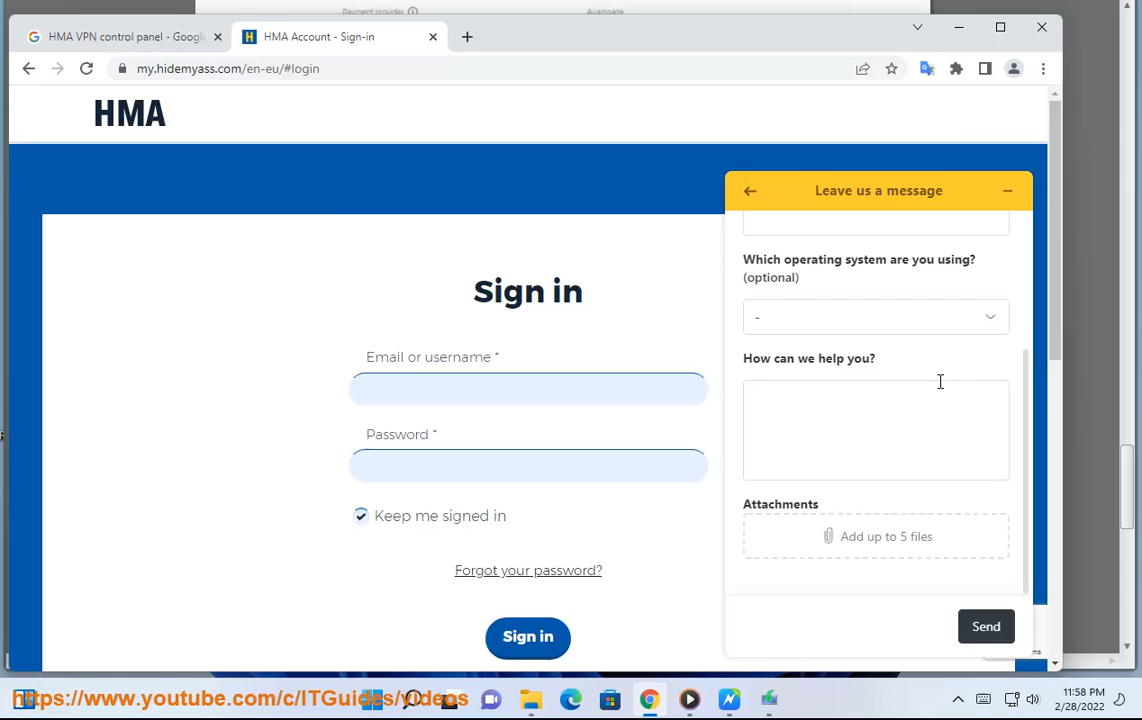 Payment provider
Avangate
HMA VPN control panel - Google
HMA Account - Sign-in
my.hidemyass.com/en-eu/#login
HMA
Leave us a message
Which operating system are you using?
(optional)
-
How can we help you?
Attachments
Add up to 5 files
Send
Sign in
Email or username *
Password *
Keep me signed in
Forgot your password?
Sign in
https://www.youtube.com/c/ITGuides/videos
11:58 PM
2/28/2022